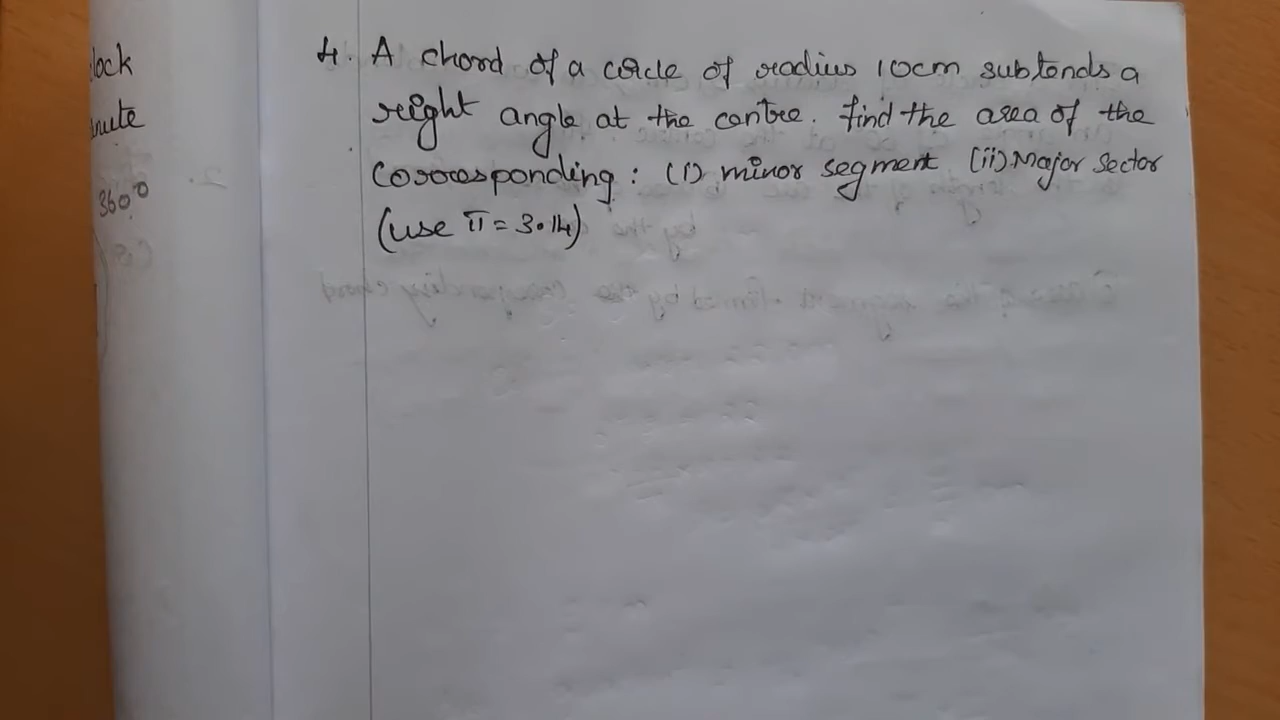 lock
nute
360°
4. A chord of a circle of radius 10cm subtends a
right angle at the centre. find the area of the
Corresponding: (i) minor segment (ii) Major sector
(use π = 3.14)